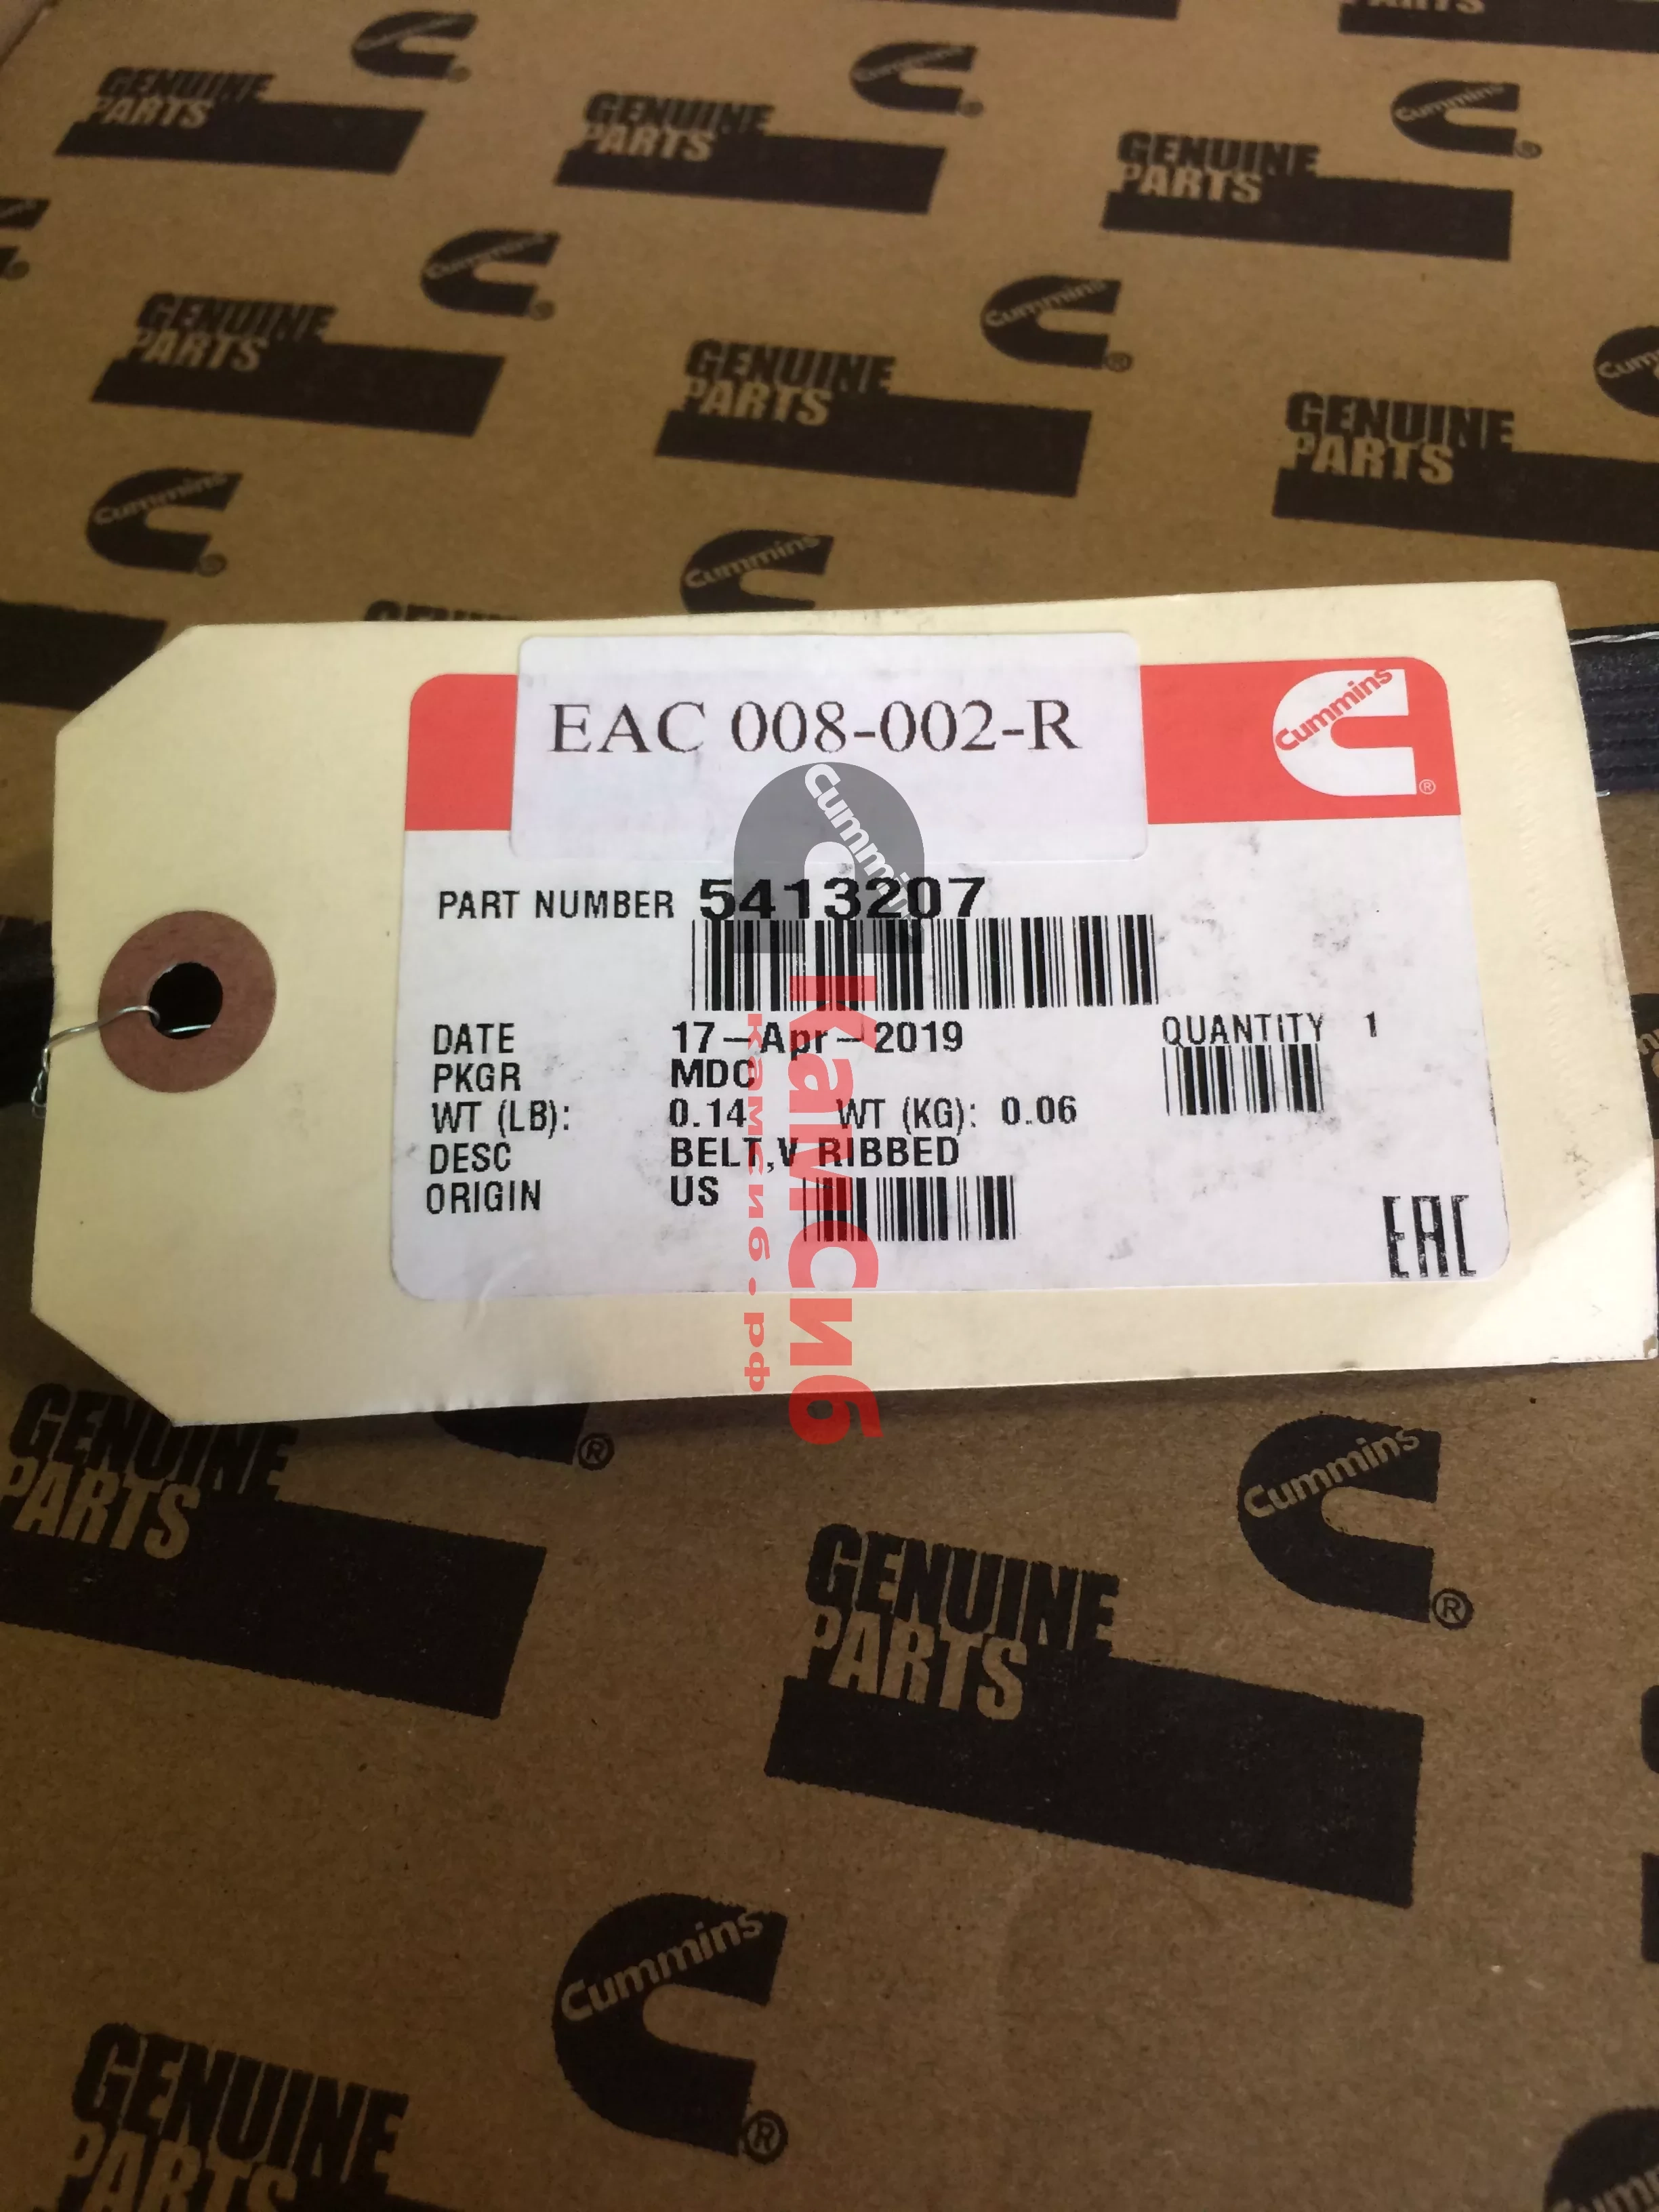 Cummins
GENUINE
PARTS
Cummins
GENUINE
PARTS
Cummins
GENUINE
PARTS
Cummins
GENUINE
PARTS
Cummins
GENUINE
PARTS
GENUINE
PARTS
Cummins
Cummins
EAC 008-002-R
Cummins ®
Cummins
PART NUMBER 5413207
DATE 17-Apr-2019 QUANTITY 1
PKGR MDC
WT (LB): 0.14 WT (KG): 0.06
DESC BELT,V RIBBED
ORIGIN US
EAC
КамСиб
камсиб.рф
GENUINE
PARTS
®
Cummins ®
GENUINE
PARTS
Cummins ®
GENUINE
PARTS